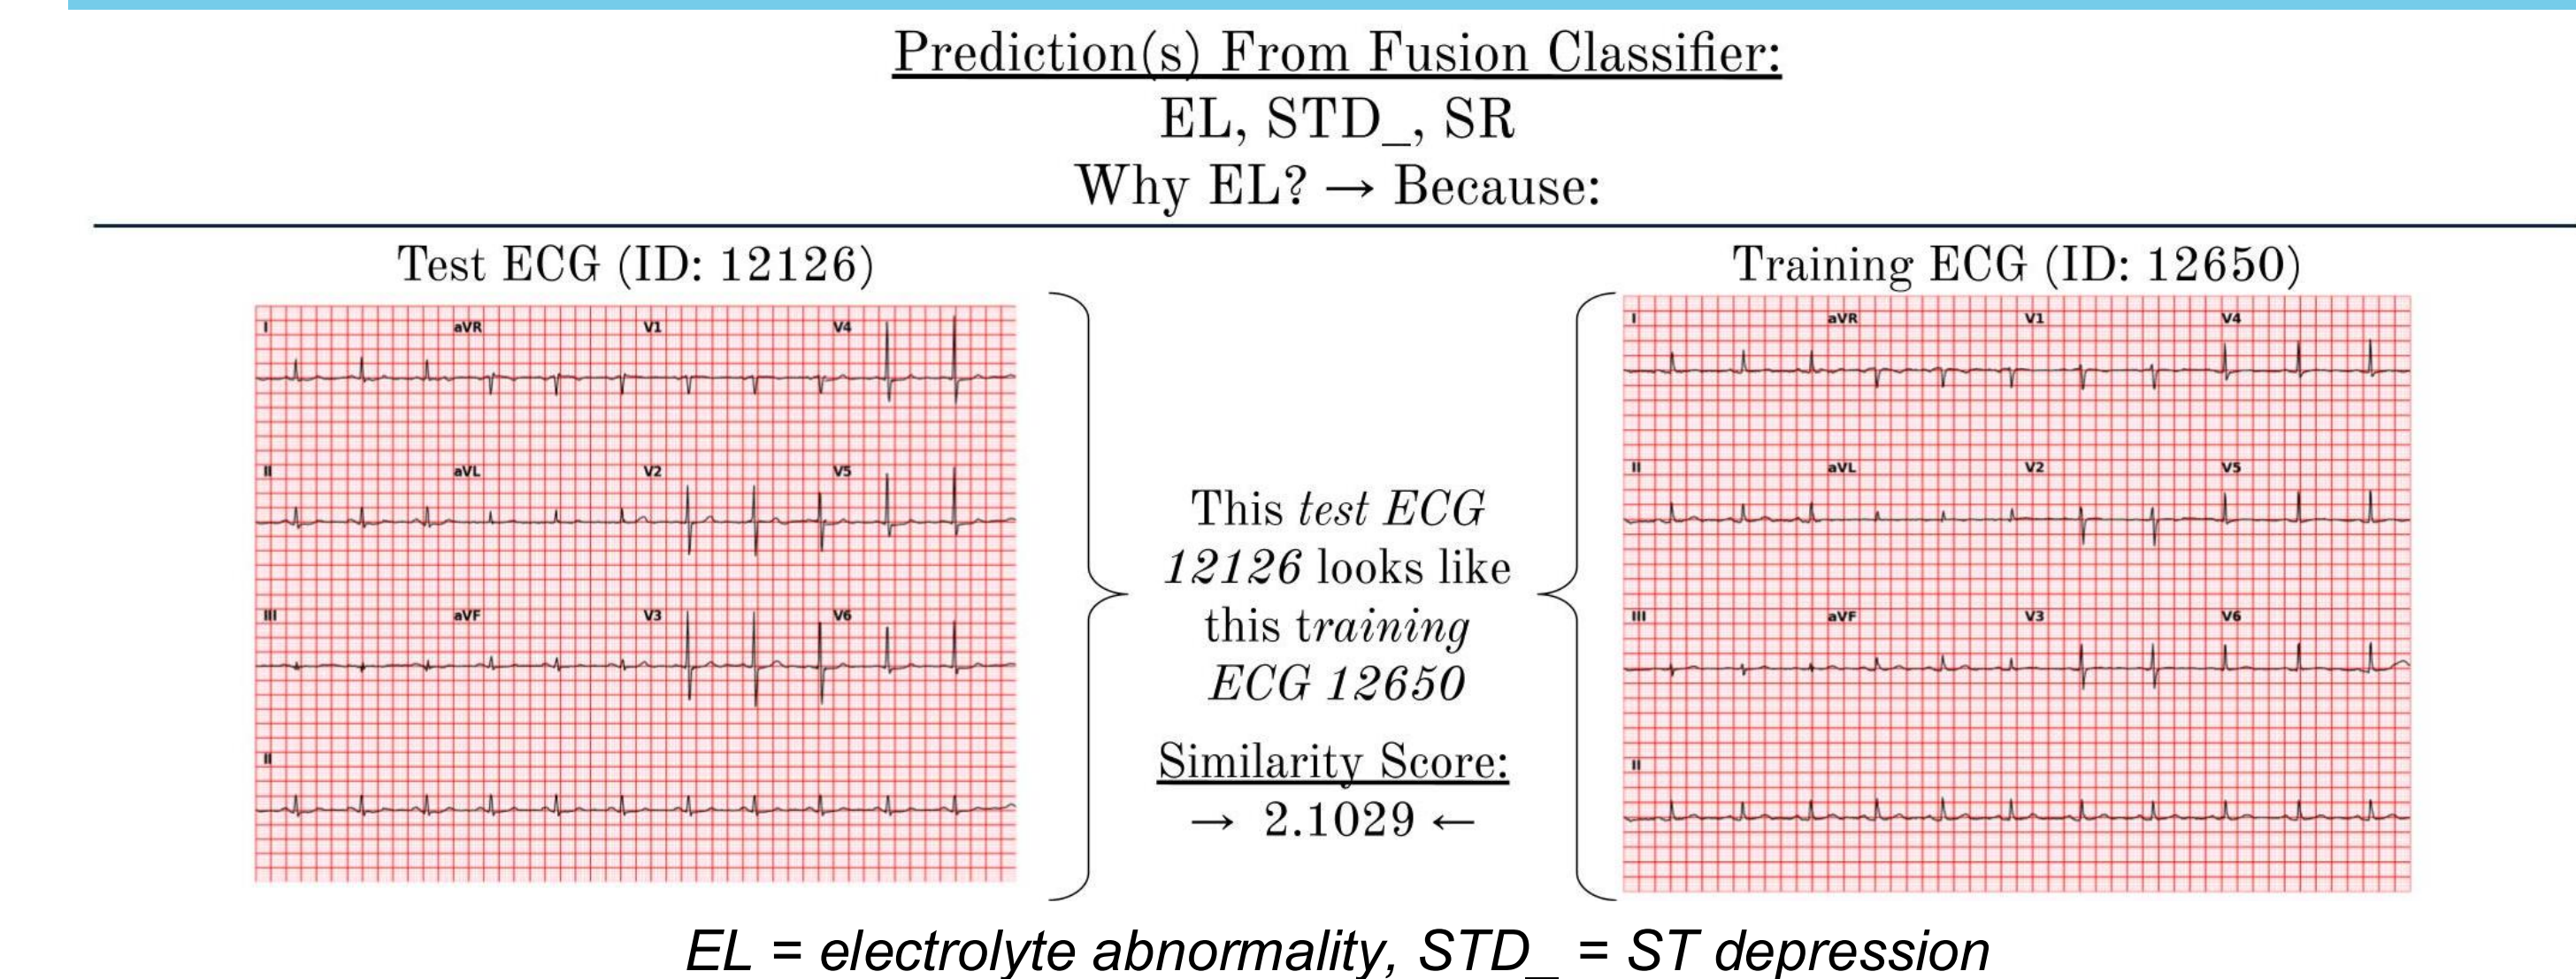 Prediction(s) From Fusion Classifier:
EL, STD_, SR
Why EL? → Because:
Test ECG (ID: 12126)
I aVR V1 V4
II aVL V2 V5
III aVF V3 V6
II
This test ECG
12126 looks like
this training
ECG 12650
Similarity Score:
→ 2.1029 ←
Training ECG (ID: 12650)
I aVR V1 V4
II aVL V2 V5
III aVF V3 V6
II
EL = electrolyte abnormality, STD_ = ST depression